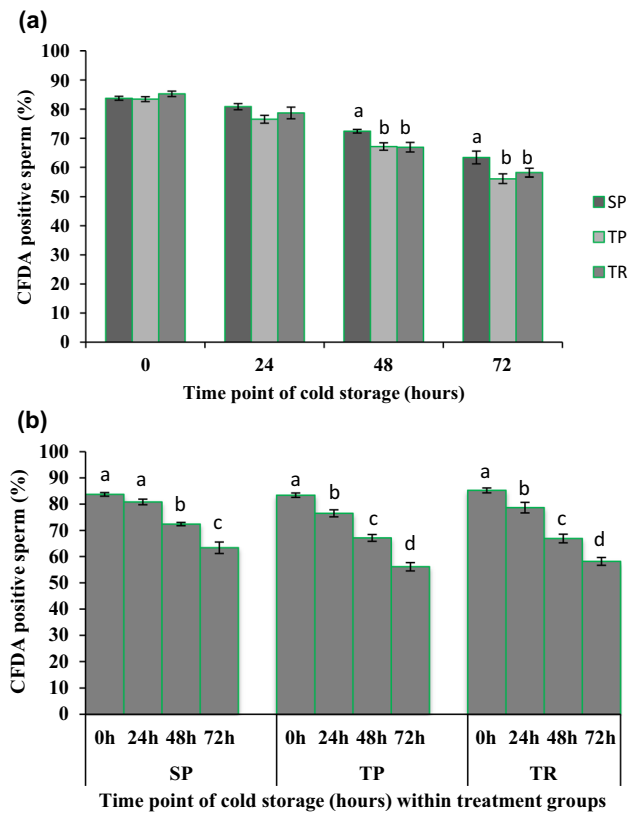 (a)
CFDA positive sperm (%)
100
90
80
70
60
50
40
30
20
10
0
a
b b
a
b b
SP
TP
TR
0 24 48 72
Time point of cold storage (hours)
(b)
CFDA positive sperm (%)
100
90
80
70
60
50
40
30
20
10
0
a a b c
a b c d
a b c d
0h 24h 48h 72h 0h 24h 48h 72h 0h 24h 48h 72h
SP TP TR
Time point of cold storage (hours) within treatment groups